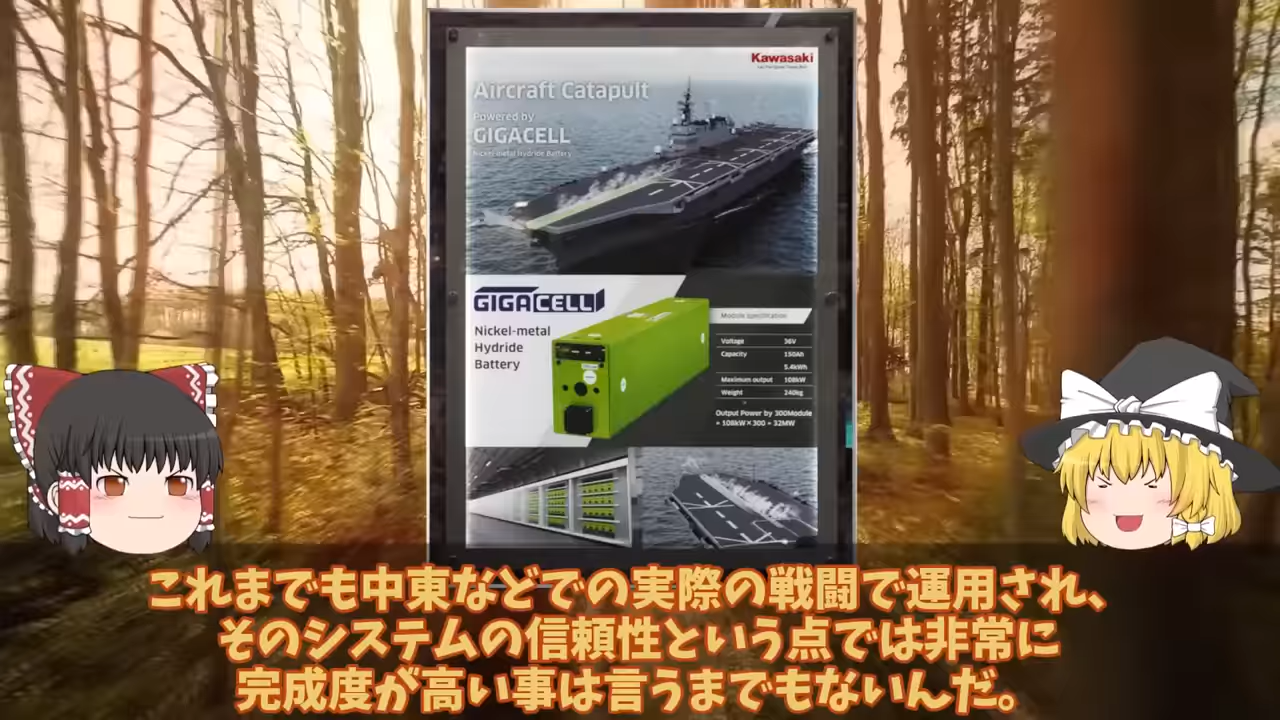 Kawasaki
Aircraft Catapult
Powered by
GIGACELL
Nickel-metal Hydride Battery
GIGACELL
Nickel-metal
Hydride
Battery
Module specification
Voltage 36V
Capacity 150Ah
5.4kWh
Maximum output 108kW
Weight 240kg
Output Power by 300Module
= 108kW×300 = 32MW
これまでも中東などでの実際の戦闘で運用され、
そのシステムの信頼性という点では非常に
完成度が高い事は言うまでもないんだ。